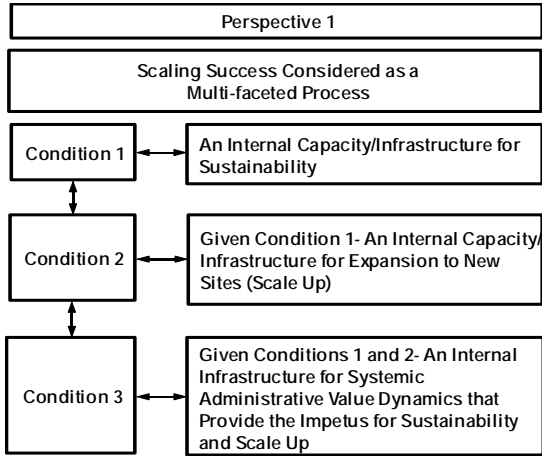 Perspective 1
Scaling Success Considered as a
Multi-faceted Process
Condition 1
An Internal Capacity/Infrastructure for
Sustainability
Condition 2
Given Condition 1- An Internal Capacity/
Infrastructure for Expansion to New
Sites (Scale Up)
Condition 3
Given Conditions 1 and 2- An Internal
Infrastructure for Systemic
Administrative Value Dynamics that
Provide the Impetus for Sustainability
and Scale Up